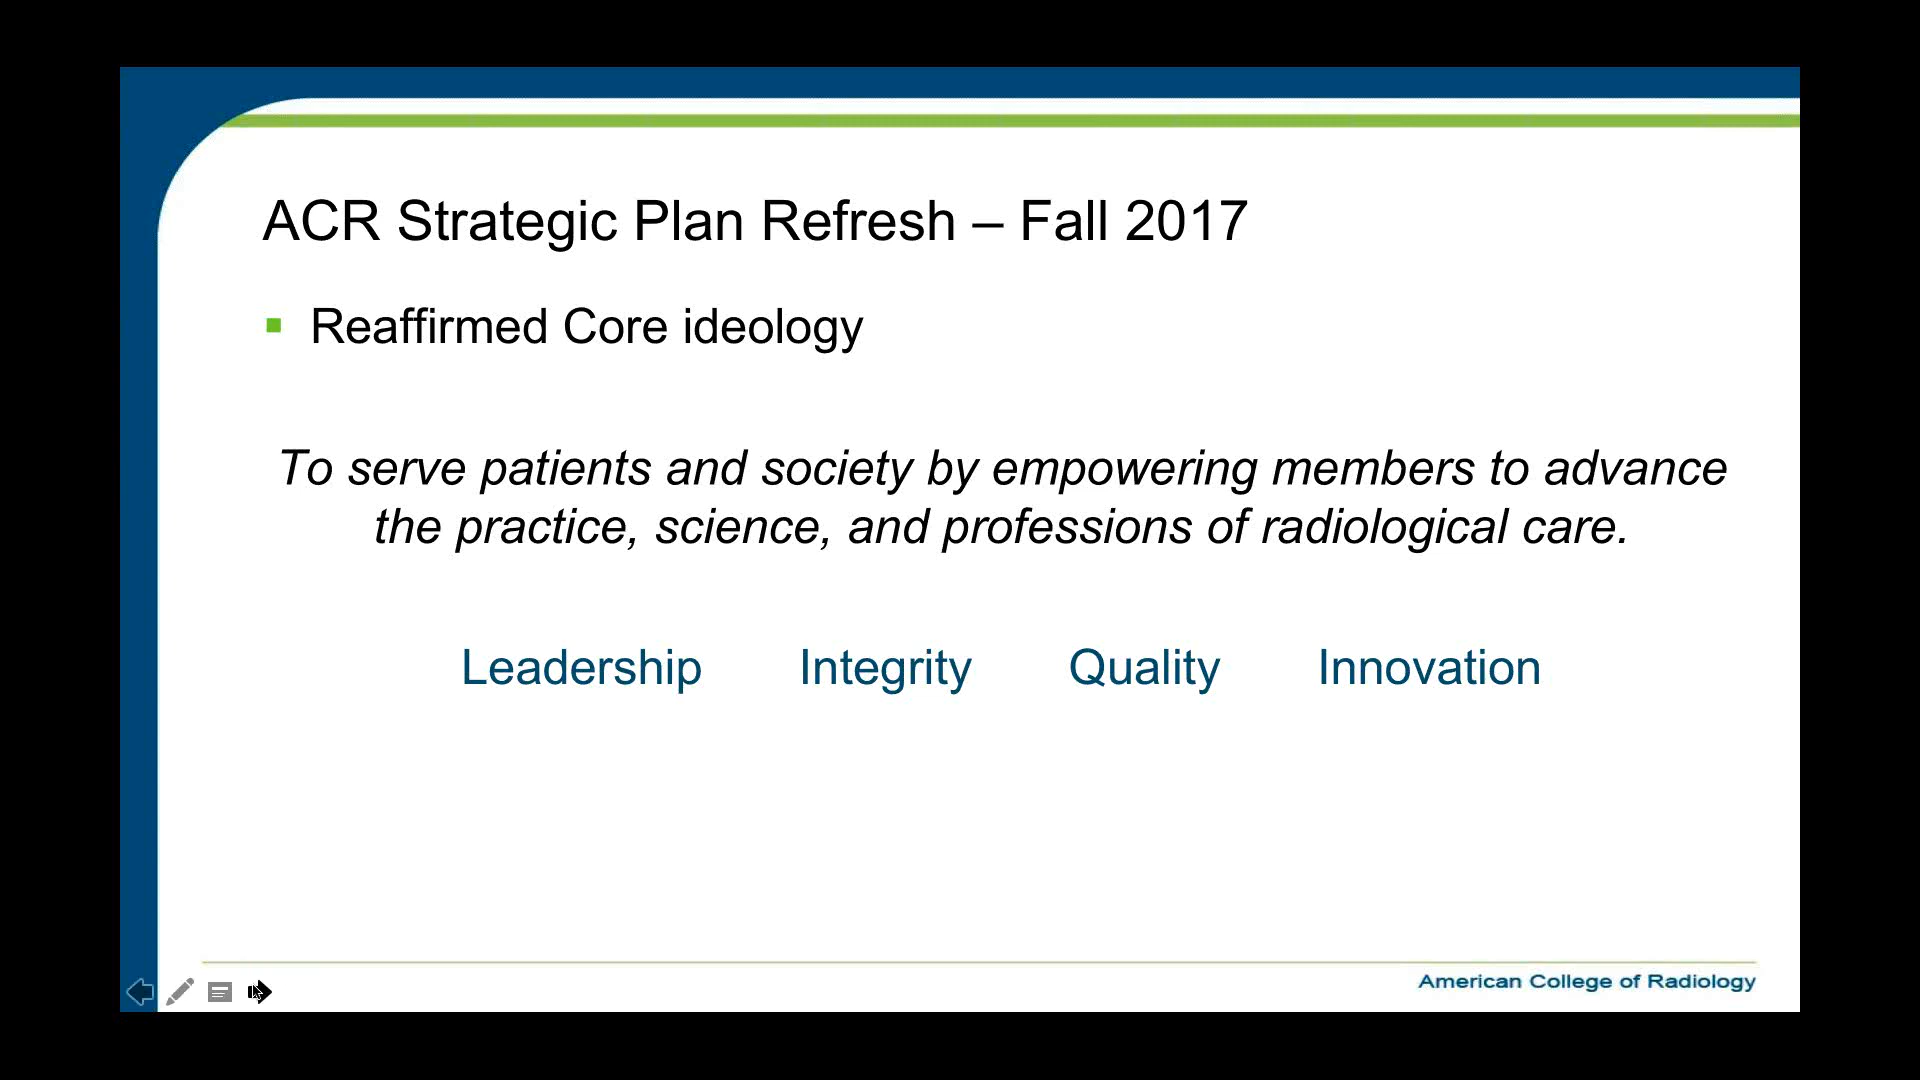 ACR Strategic Plan Refresh – Fall 2017
Reaffirmed Core ideology
To serve patients and society by empowering members to advance
the practice, science, and professions of radiological care.
Leadership Integrity Quality Innovation
American College of Radiology